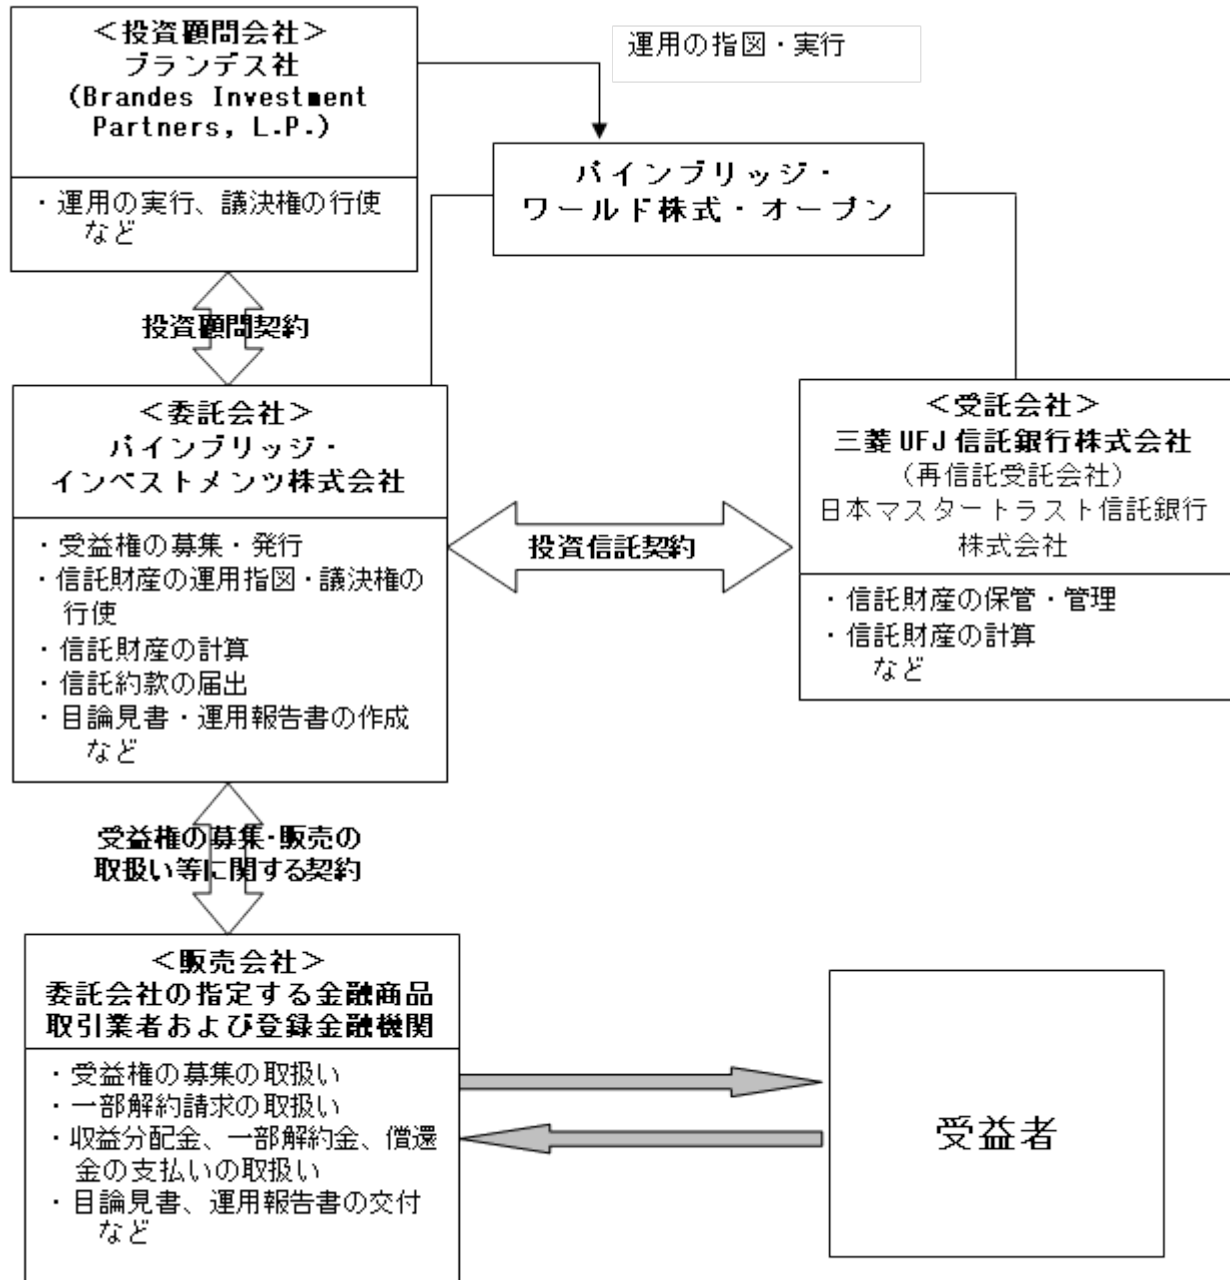 ＜投資顧問会社＞
ブランデス社
(Brandes Investment
Partners, L.P.)
・運用の実行、議決権の行使
など
運用の指図・実行
パインブリッジ・
ワールド株式・オープン
投資顧問契約
＜委託会社＞
パインブリッジ・
インベストメンツ株式会社
・受益権の募集・発行
・信託財産の運用指図・議決権の
行使
・信託財産の計算
・信託約款の届出
・目論見書・運用報告書の作成
など
投資信託契約
＜受託会社＞
三菱UFJ信託銀行株式会社
（再信託受託会社）
日本マスタートラスト信託銀行
株式会社
・信託財産の保管・管理
・信託財産の計算
など
受益権の募集・販売の
取扱い等に関する契約
＜販売会社＞
委託会社の指定する金融商品
取引業者および登録金融機関
・受益権の募集の取扱い
・一部解約請求の取扱い
・収益分配金、一部解約金、償還
金の支払いの取扱い
・目論見書、運用報告書の交付
など
受益者